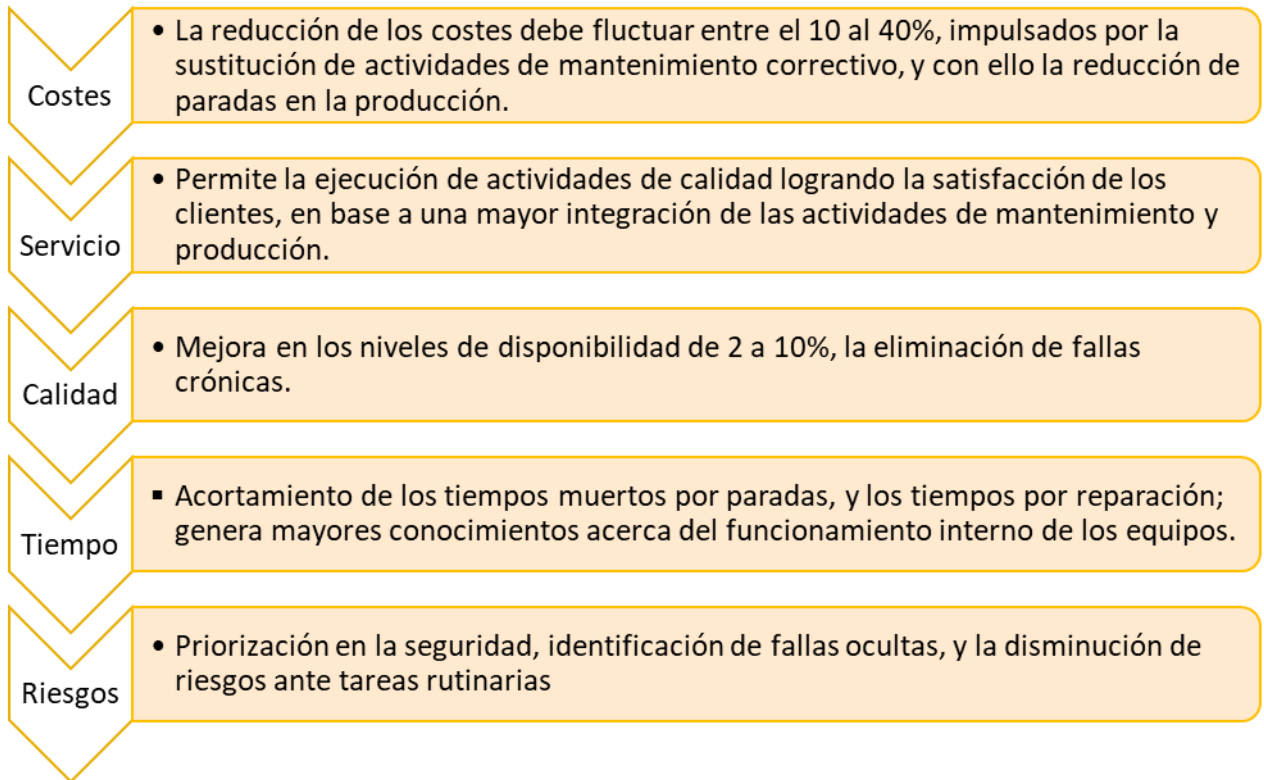 Costes
• La reducción de los costes debe fluctuar entre el 10 al 40%, impulsados por la
sustitución de actividades de mantenimiento correctivo, y con ello la reducción de
paradas en la producción.
Servicio
• Permite la ejecución de actividades de calidad logrando la satisfacción de los
clientes, en base a una mayor integración de las actividades de mantenimiento y
producción.
Calidad
• Mejora en los niveles de disponibilidad de 2 a 10%, la eliminación de fallas
crónicas.
Tiempo
▪ Acortamiento de los tiempos muertos por paradas, y los tiempos por reparación;
genera mayores conocimientos acerca del funcionamiento interno de los equipos.
Riesgos
• Priorización en la seguridad, identificación de fallas ocultas, y la disminución de
riesgos ante tareas rutinarias